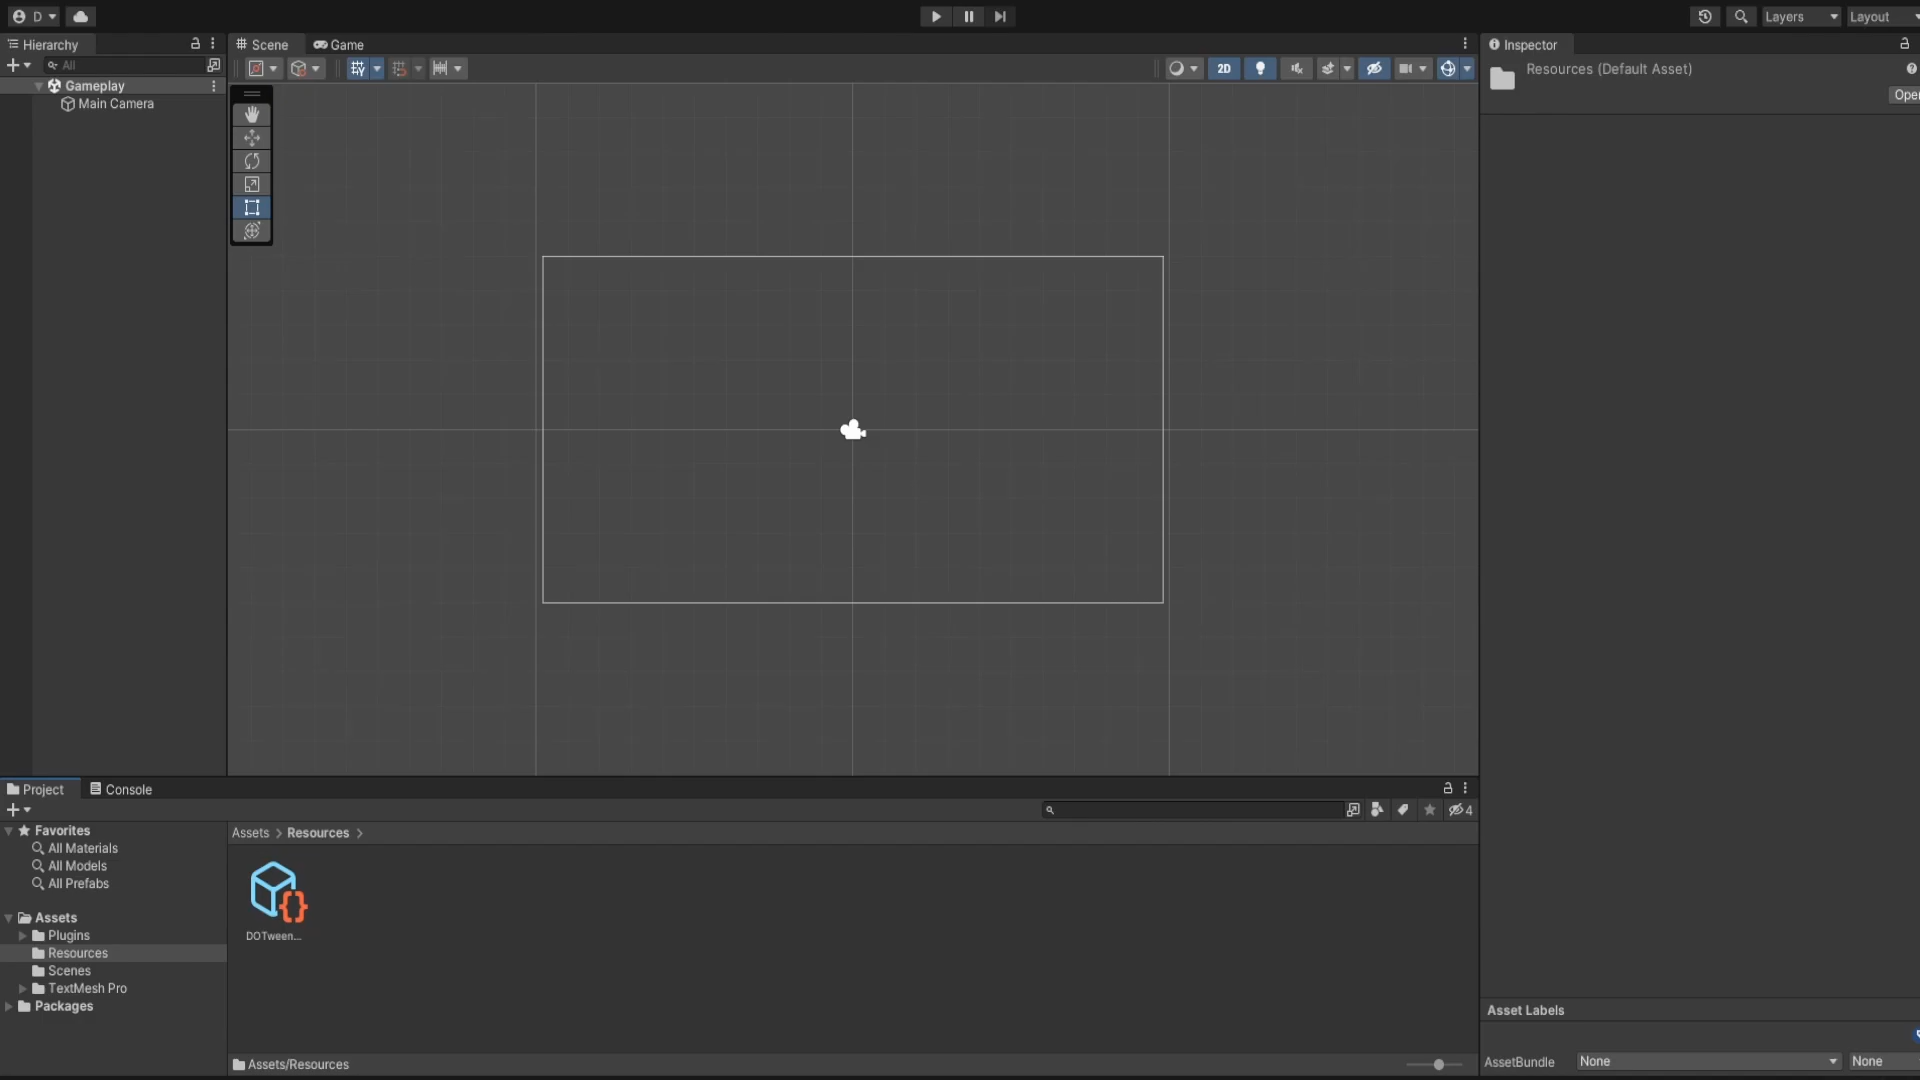 D
Layers
Layout
Hierarchy
Scene
Game
Inspector
All
2D
Resources (Default Asset)
Gameplay
Main Camera
Project
Console
4
Favorites
Assets > Resources >
All Materials
All Models
All Prefabs
Assets
Plugins
DOTween...
Resources
Scenes
TextMesh Pro
Packages
Asset Labels
Assets/Resources
AssetBundle
None
None